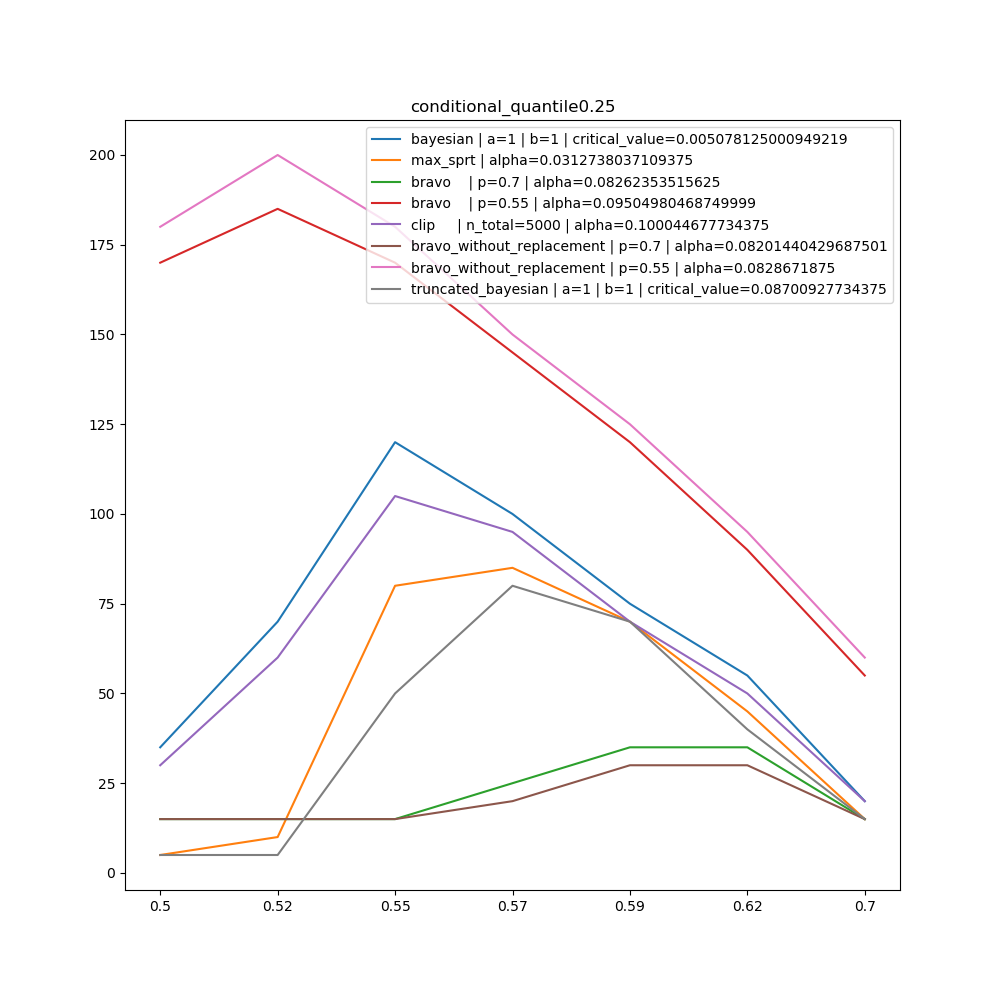 conditional_quantile0.25
bayesian | a=1 | b=1 | critical_value=0.005078125000949219
max_sprt | alpha=0.0312738037109375
bravo    | p=0.7 | alpha=0.08262353515625
bravo    | p=0.55 | alpha=0.09504980468749999
clip     | n_total=5000 | alpha=0.100044677734375
bravo_without_replacement | p=0.7 | alpha=0.08201440429687501
bravo_without_replacement | p=0.55 | alpha=0.0828671875
truncated_bayesian | a=1 | b=1 | critical_value=0.08700927734375
200
175
150
125
100
75
50
25
0
0.5 0.52 0.55 0.57 0.59 0.62 0.7